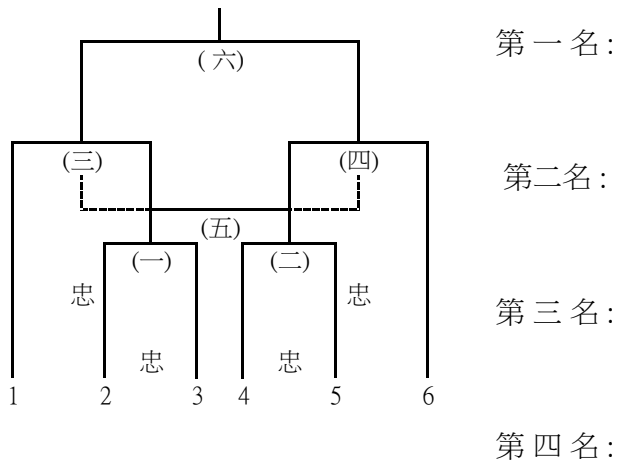 (六)
第一名:
(三)
(四)
第二名:
(五)
(一)
(二)
忠
忠
第三名:
忠
忠
1 2 3 4 5 6
第四名: